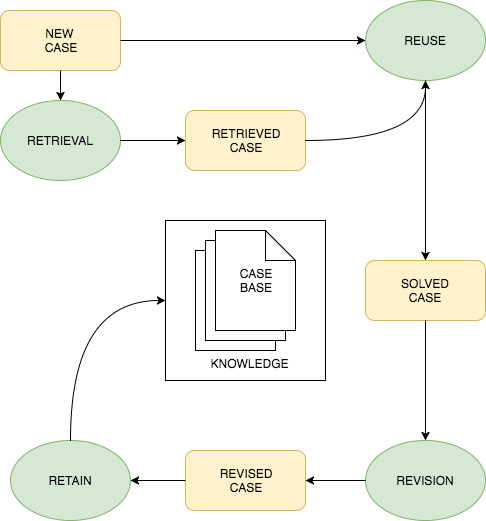 NEW
CASE
REUSE
RETRIEVAL
RETRIEVED
CASE
CASE
BASE
KNOWLEDGE
SOLVED
CASE
RETAIN
REVISED
CASE
REVISION